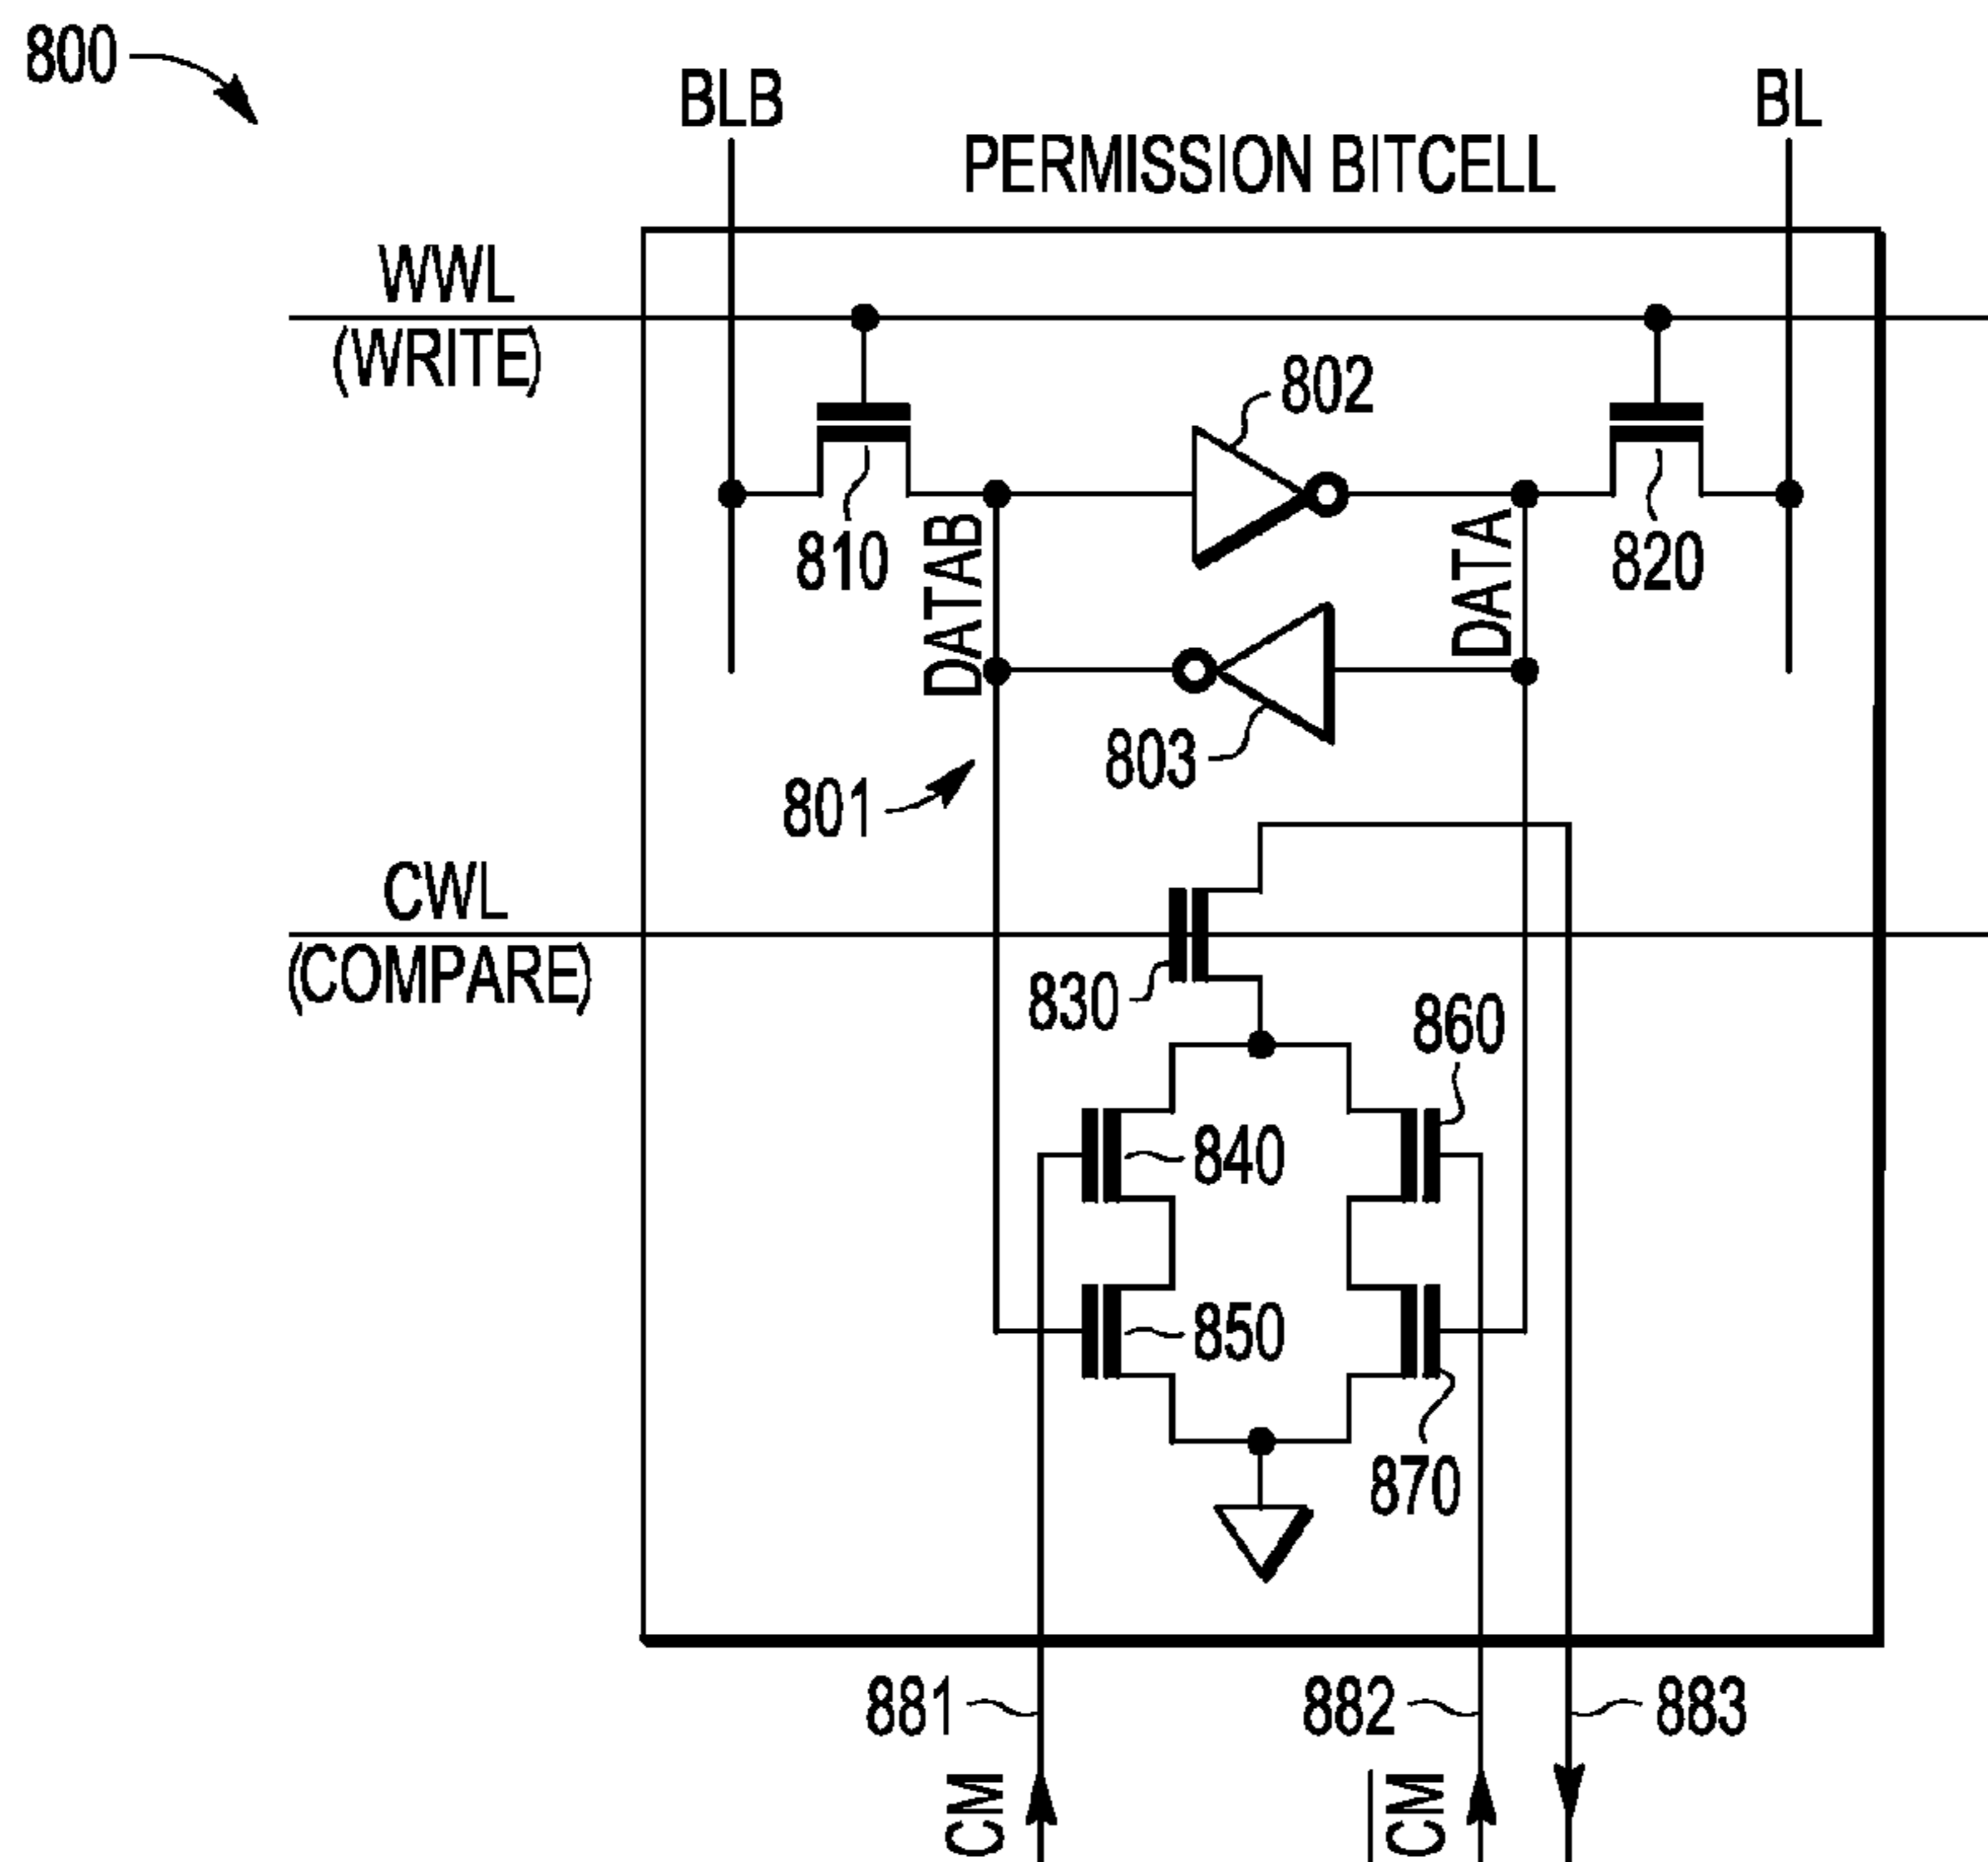 800
BLB
BL
PERMISSION BITCELL
WWL
(WRITE)
802
810
DATAB
DATA
820
803
801
CWL
(COMPARE)
830
860
840
850
870
881
882
883
CM
C̅M̅